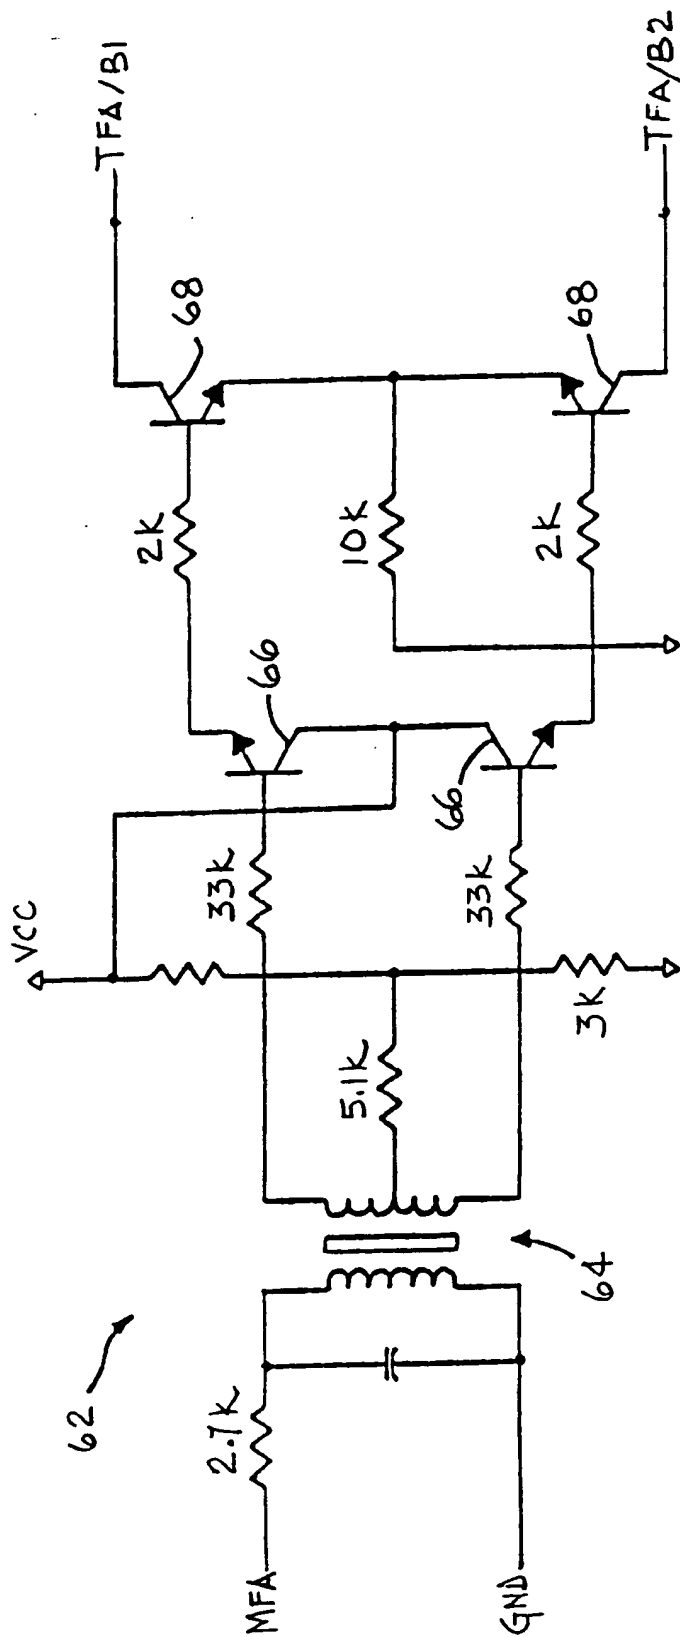 62
MFA
2.7K
GND
64
5.1K
VCC
33K
33K
3K
66
66
2K
10K
2K
68
68
TFA/B1
TFA/B2